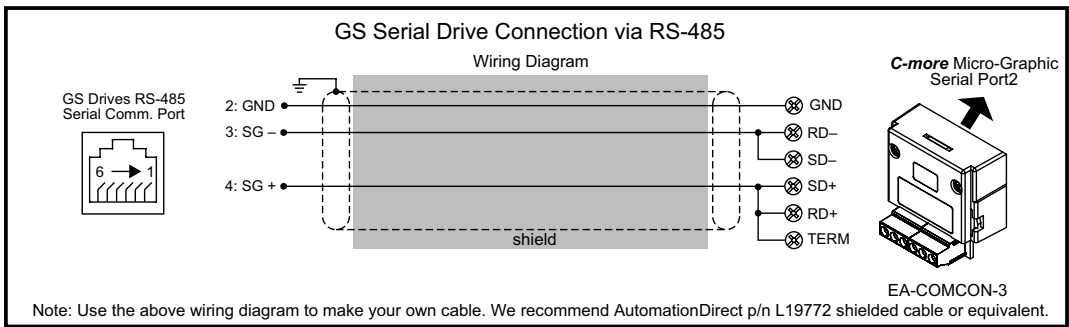 GS Serial Drive Connection via RS-485
Wiring Diagram
C-more Micro-Graphic
Serial Port2
GS Drives RS-485
Serial Comm. Port
6 1
2: GND
3: SG –
4: SG +
GND
RD–
SD–
SD+
RD+
TERM
shield
EA-COMCON-3
Note: Use the above wiring diagram to make your own cable. We recommend AutomationDirect p/n L19772 shielded cable or equivalent.